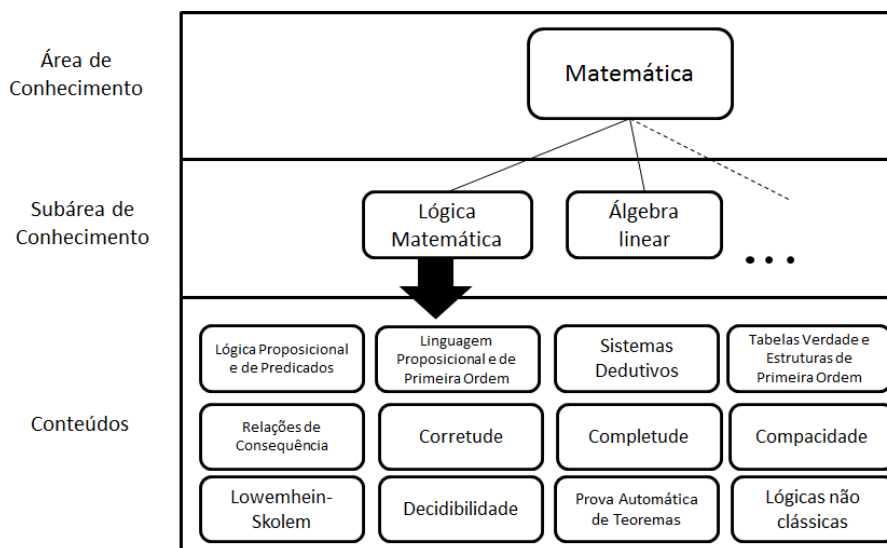 Área de
Conhecimento
Matemática
Subárea de
Conhecimento
Lógica
Matemática
Álgebra
linear
...
Conteúdos
Lógica Proposicional
e de Predicados
Linguagem
Proposicional e de
Primeira Ordem
Sistemas
Dedutivos
Tabelas Verdade e
Estruturas de
Primeira Ordem
Relações de
Consequência
Corretude
Completude
Compacidade
Lowemhein-
Skolem
Decidibilidade
Prova Automática
de Teoremas
Lógicas não
clássicas